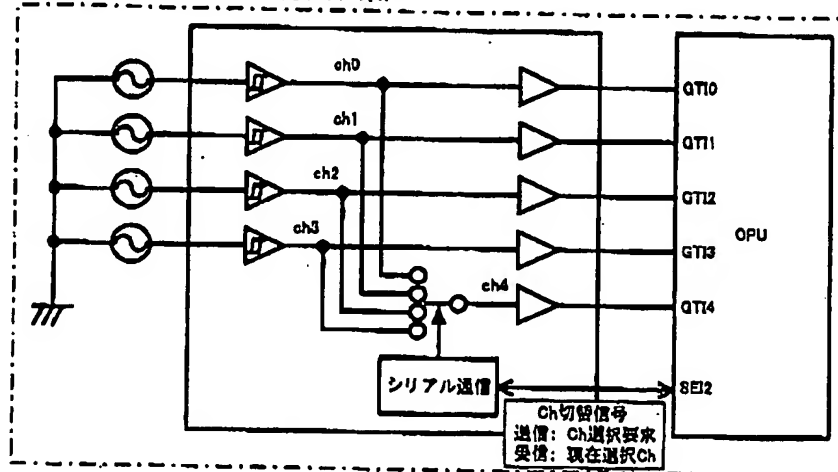 ch0
GTI0
ch1
GTI1
ch2
GTI2
ch3
GTI3
CPU
ch4
GTI4
シリアル通信
SEI2
Ch切替信号
送信: Ch選択要求
受信: 現在選択Ch